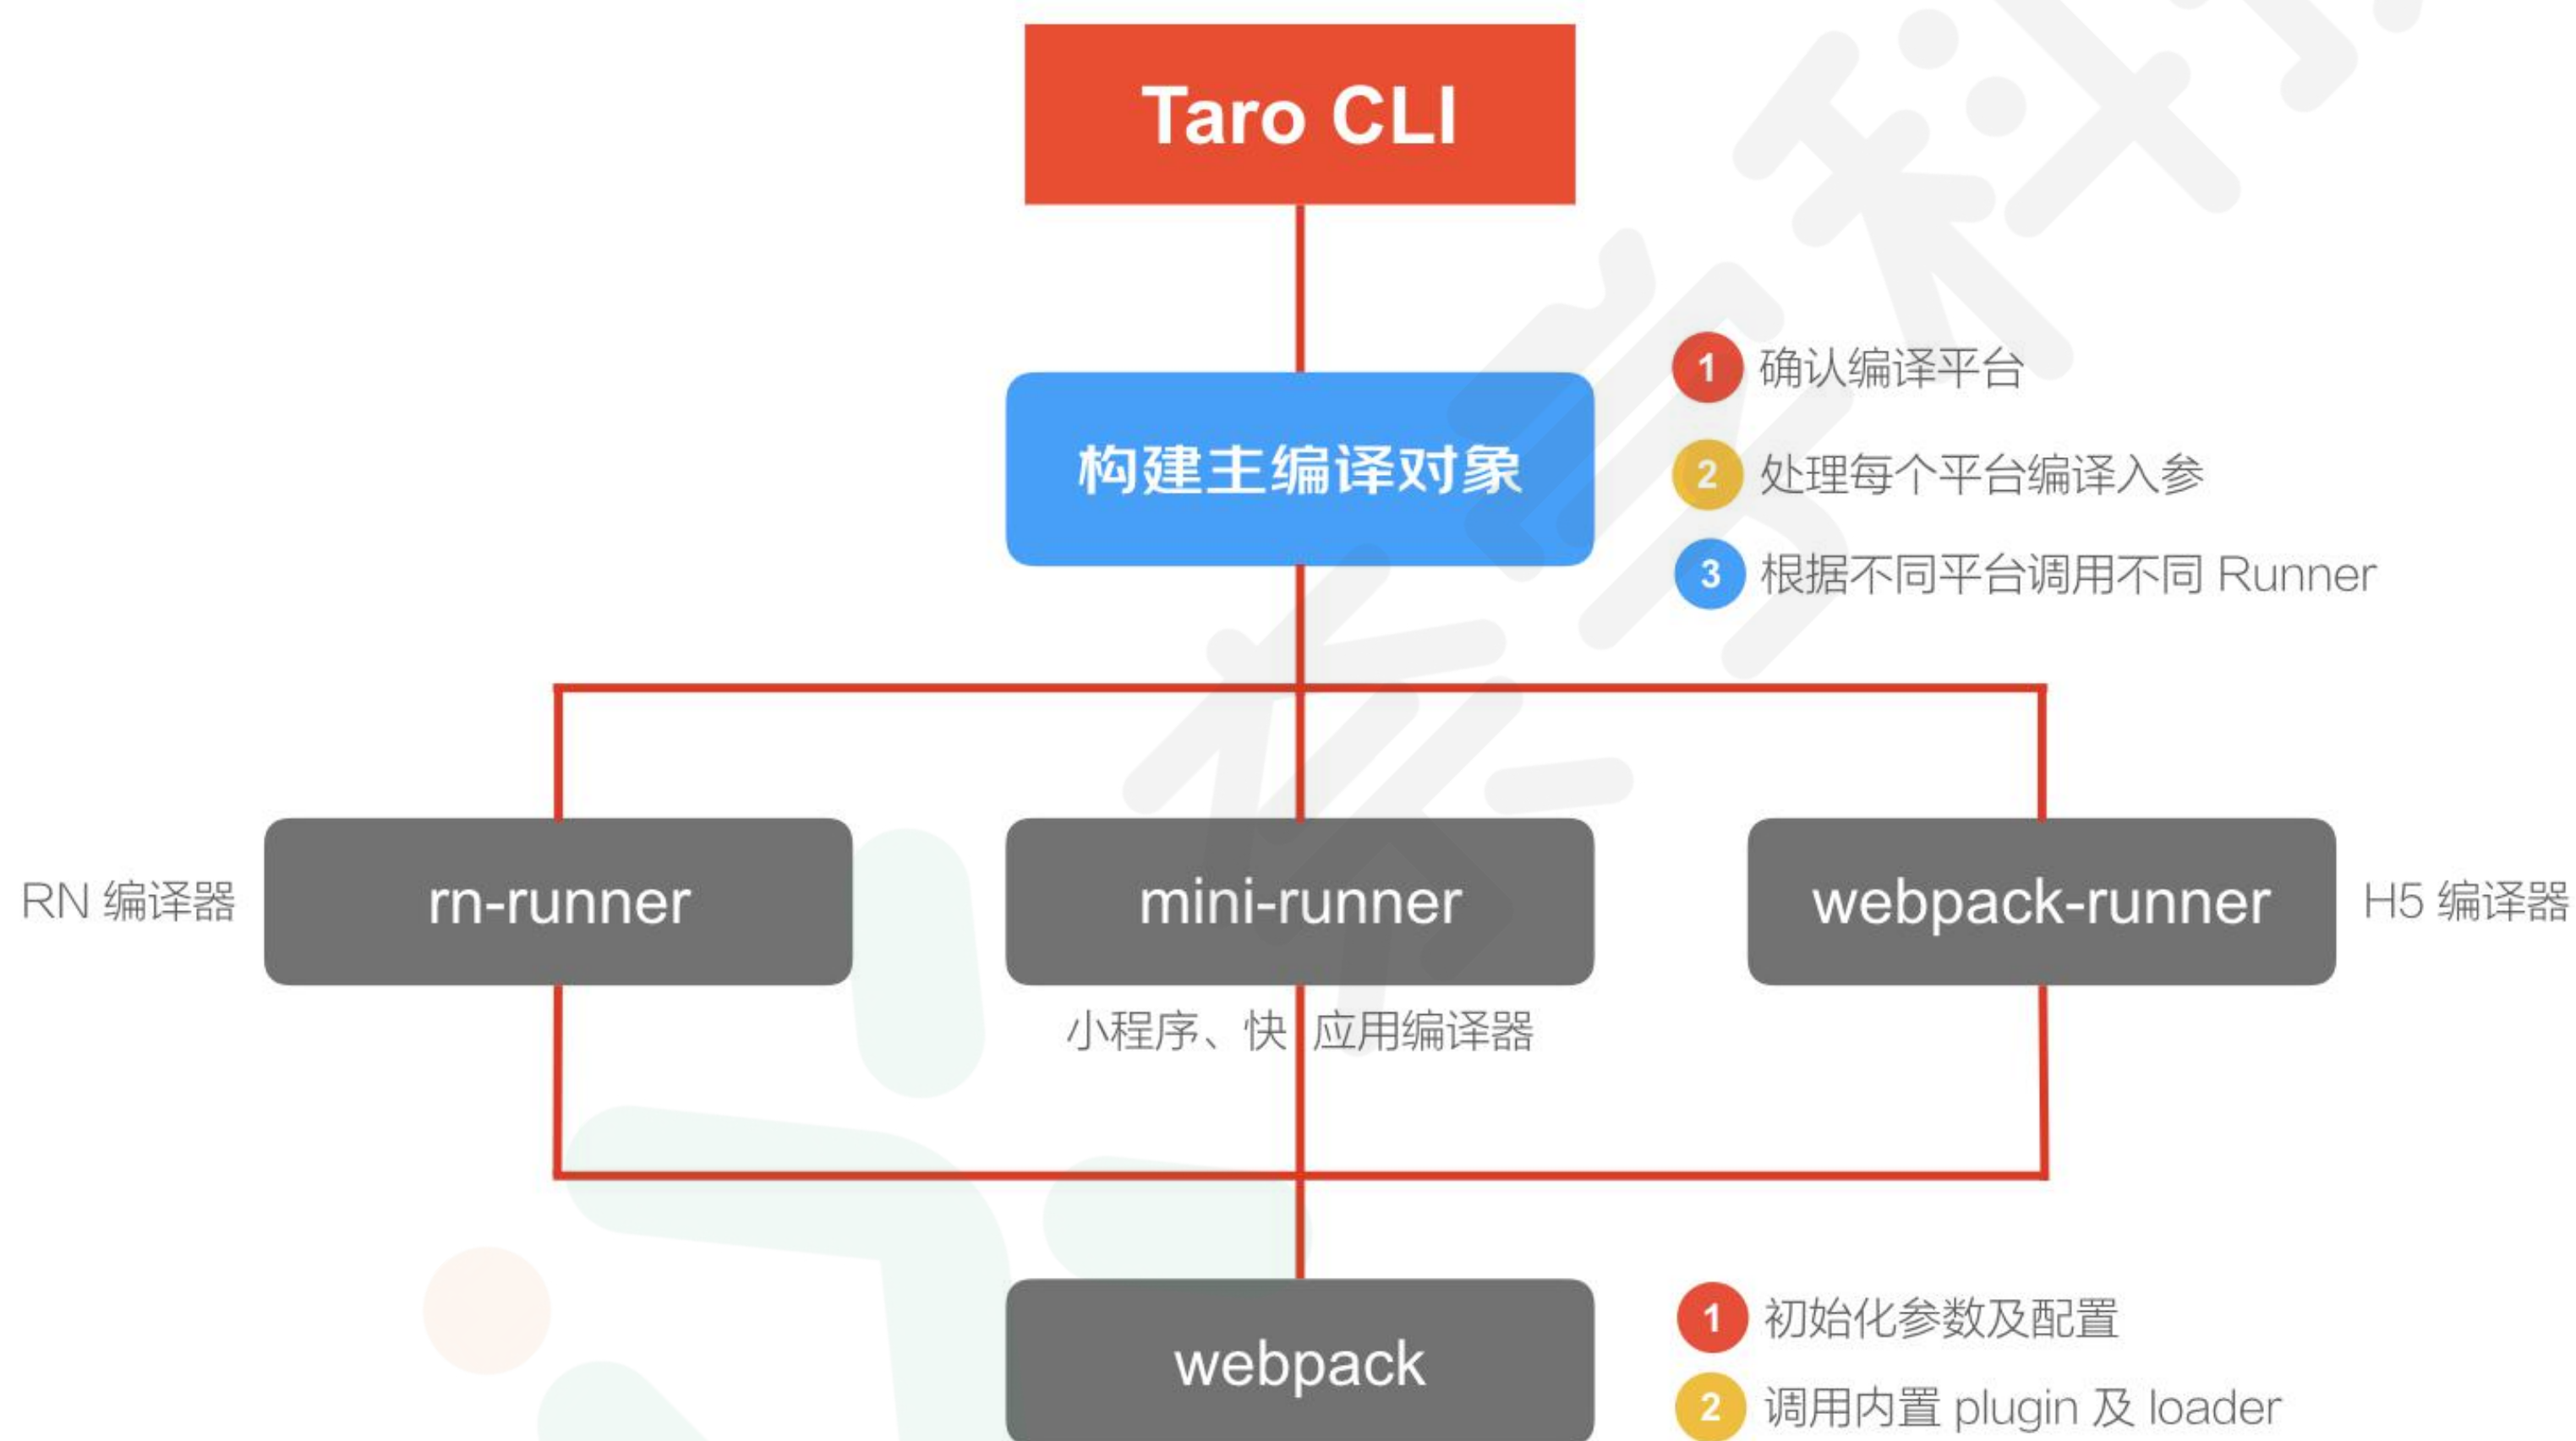 Taro CLI
构建主编译对象
1 确认编译平台
2 处理每个平台编译入参
3 根据不同平台调用不同 Runner
RN 编译器
rn-runner
mini-runner
webpack-runner
H5 编译器
小程序、快应用编译器
webpack
1 初始化参数及配置
2 调用内置 plugin 及 loader